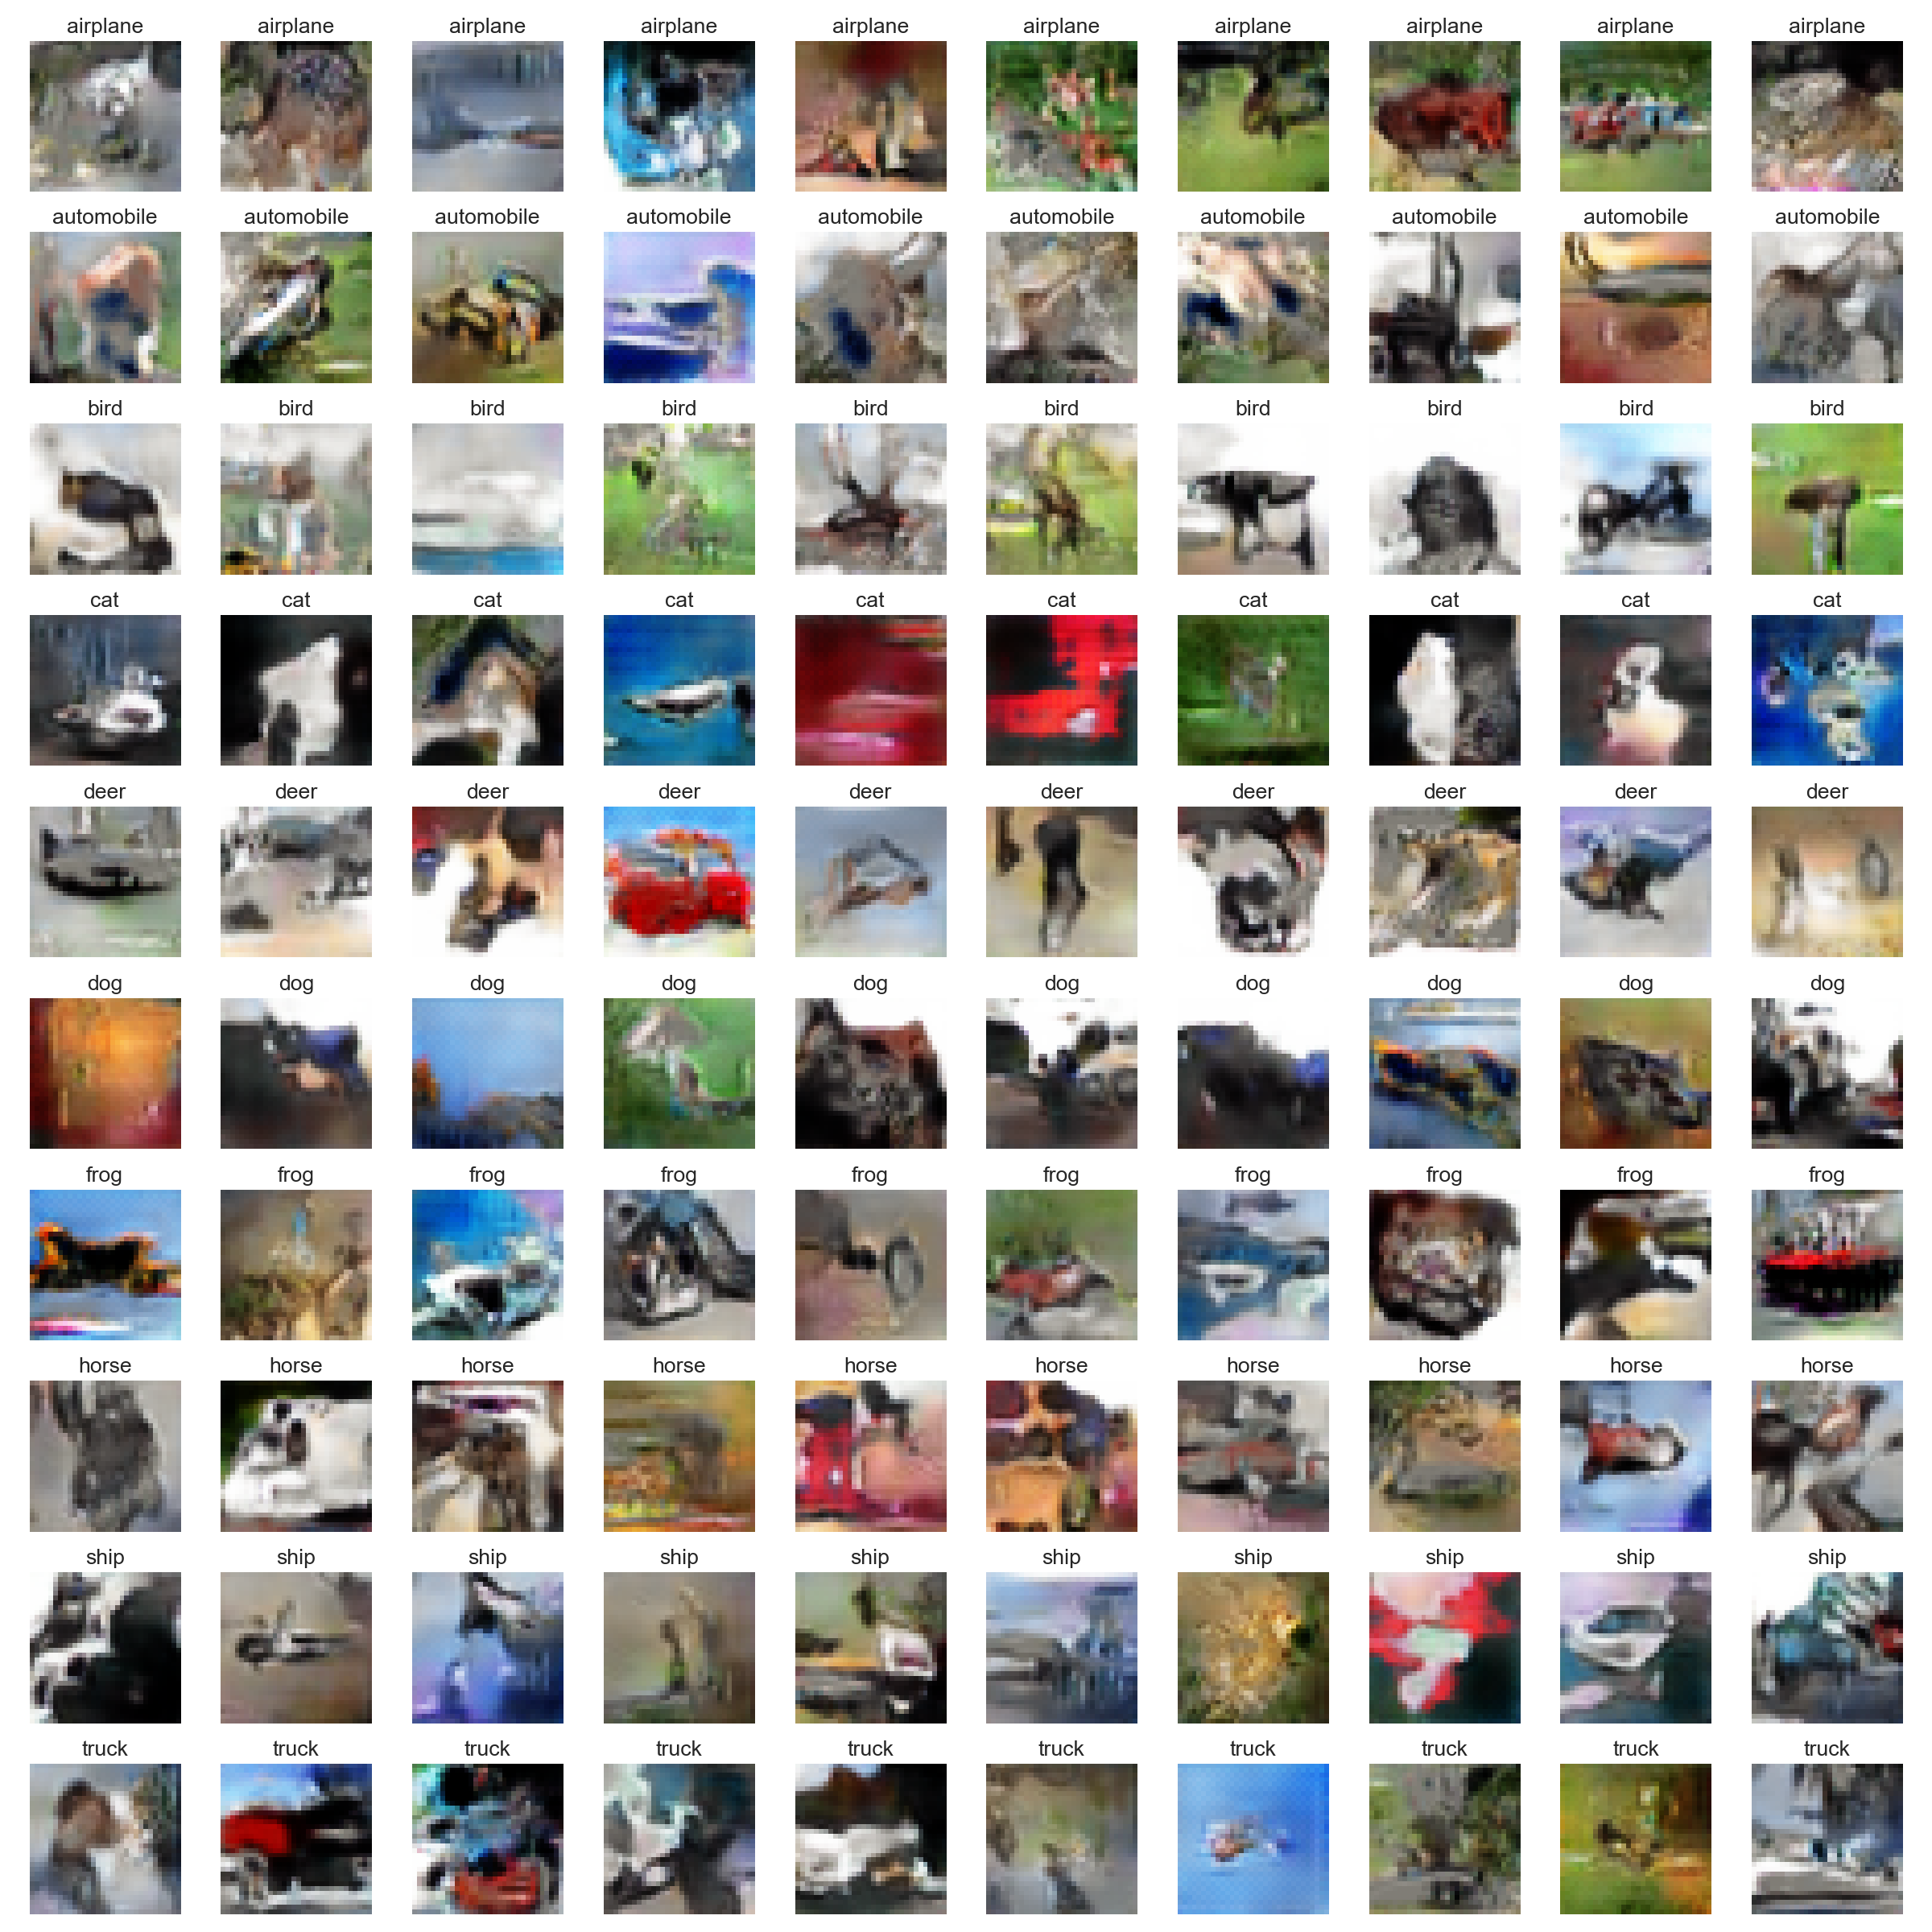 airplane airplane airplane airplane airplane airplane airplane airplane airplane airplane
automobile automobile automobile automobile automobile automobile automobile automobile automobile automobile
bird bird bird bird bird bird bird bird bird bird
cat cat cat cat cat cat cat cat cat cat
deer deer deer deer deer deer deer deer deer deer
dog dog dog dog dog dog dog dog dog dog
frog frog frog frog frog frog frog frog frog frog
horse horse horse horse horse horse horse horse horse horse
ship ship ship ship ship ship ship ship ship ship
truck truck truck truck truck truck truck truck truck truck